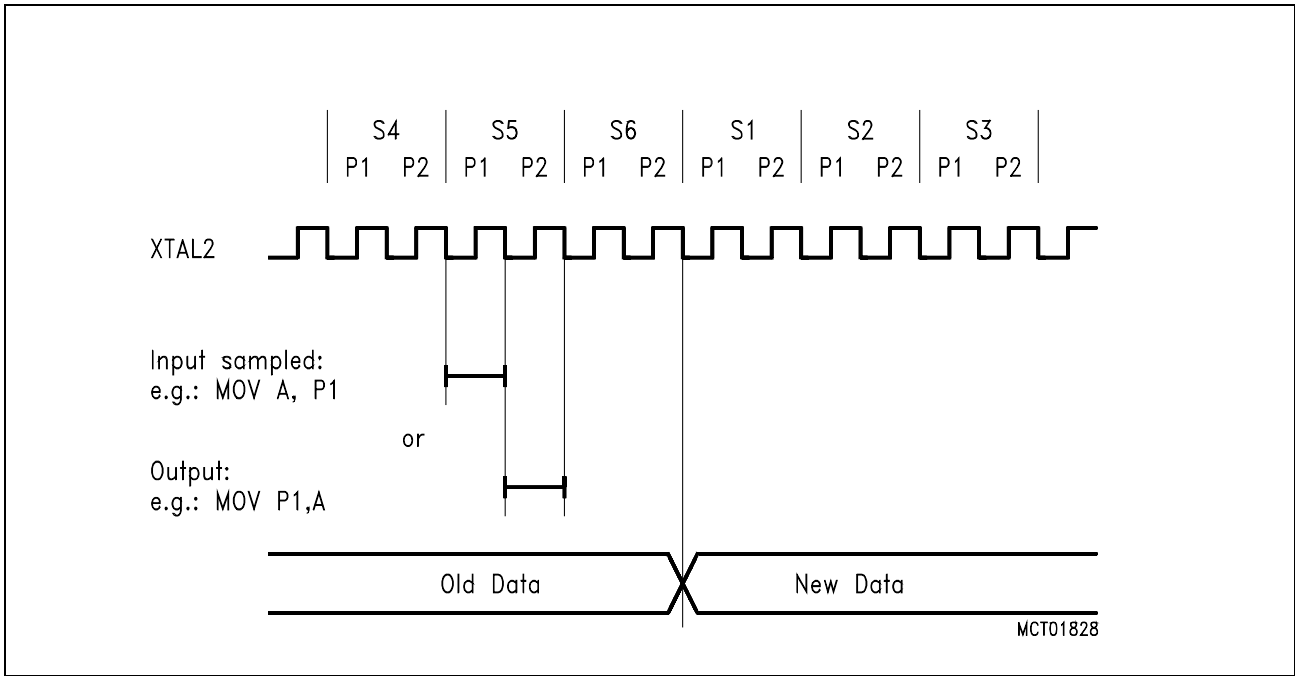 S4 S5 S6 S1 S2 S3
P1 P2 P1 P2 P1 P2 P1 P2 P1 P2 P1 P2
XTAL2
Input sampled:
e.g.: MOV A, P1
or
Output:
e.g.: MOV P1,A
Old Data New Data
MCT01828